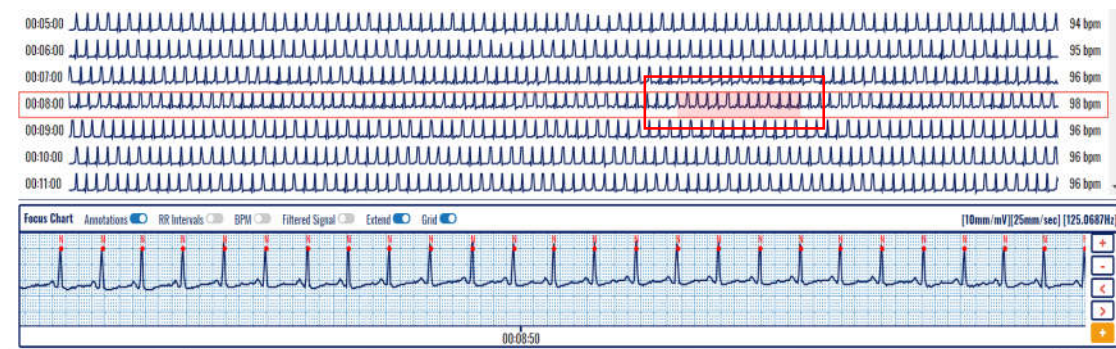 00:05:00 94 bpm
00:06:00 95 bpm
00:07:00 96 bpm
00:08:00 98 bpm
00:09:00 96 bpm
00:10:00 96 bpm
00:11:00 96 bpm
Focus Chart Annotations RR Intervals BPM Filtered Signal Extend Grid [10mm/mV][25mm/sec] [125.0687Hz]
N N N N N N N N N N N N N N N N N N N N N N N N N N
+
-
<
>
+
00:08:50